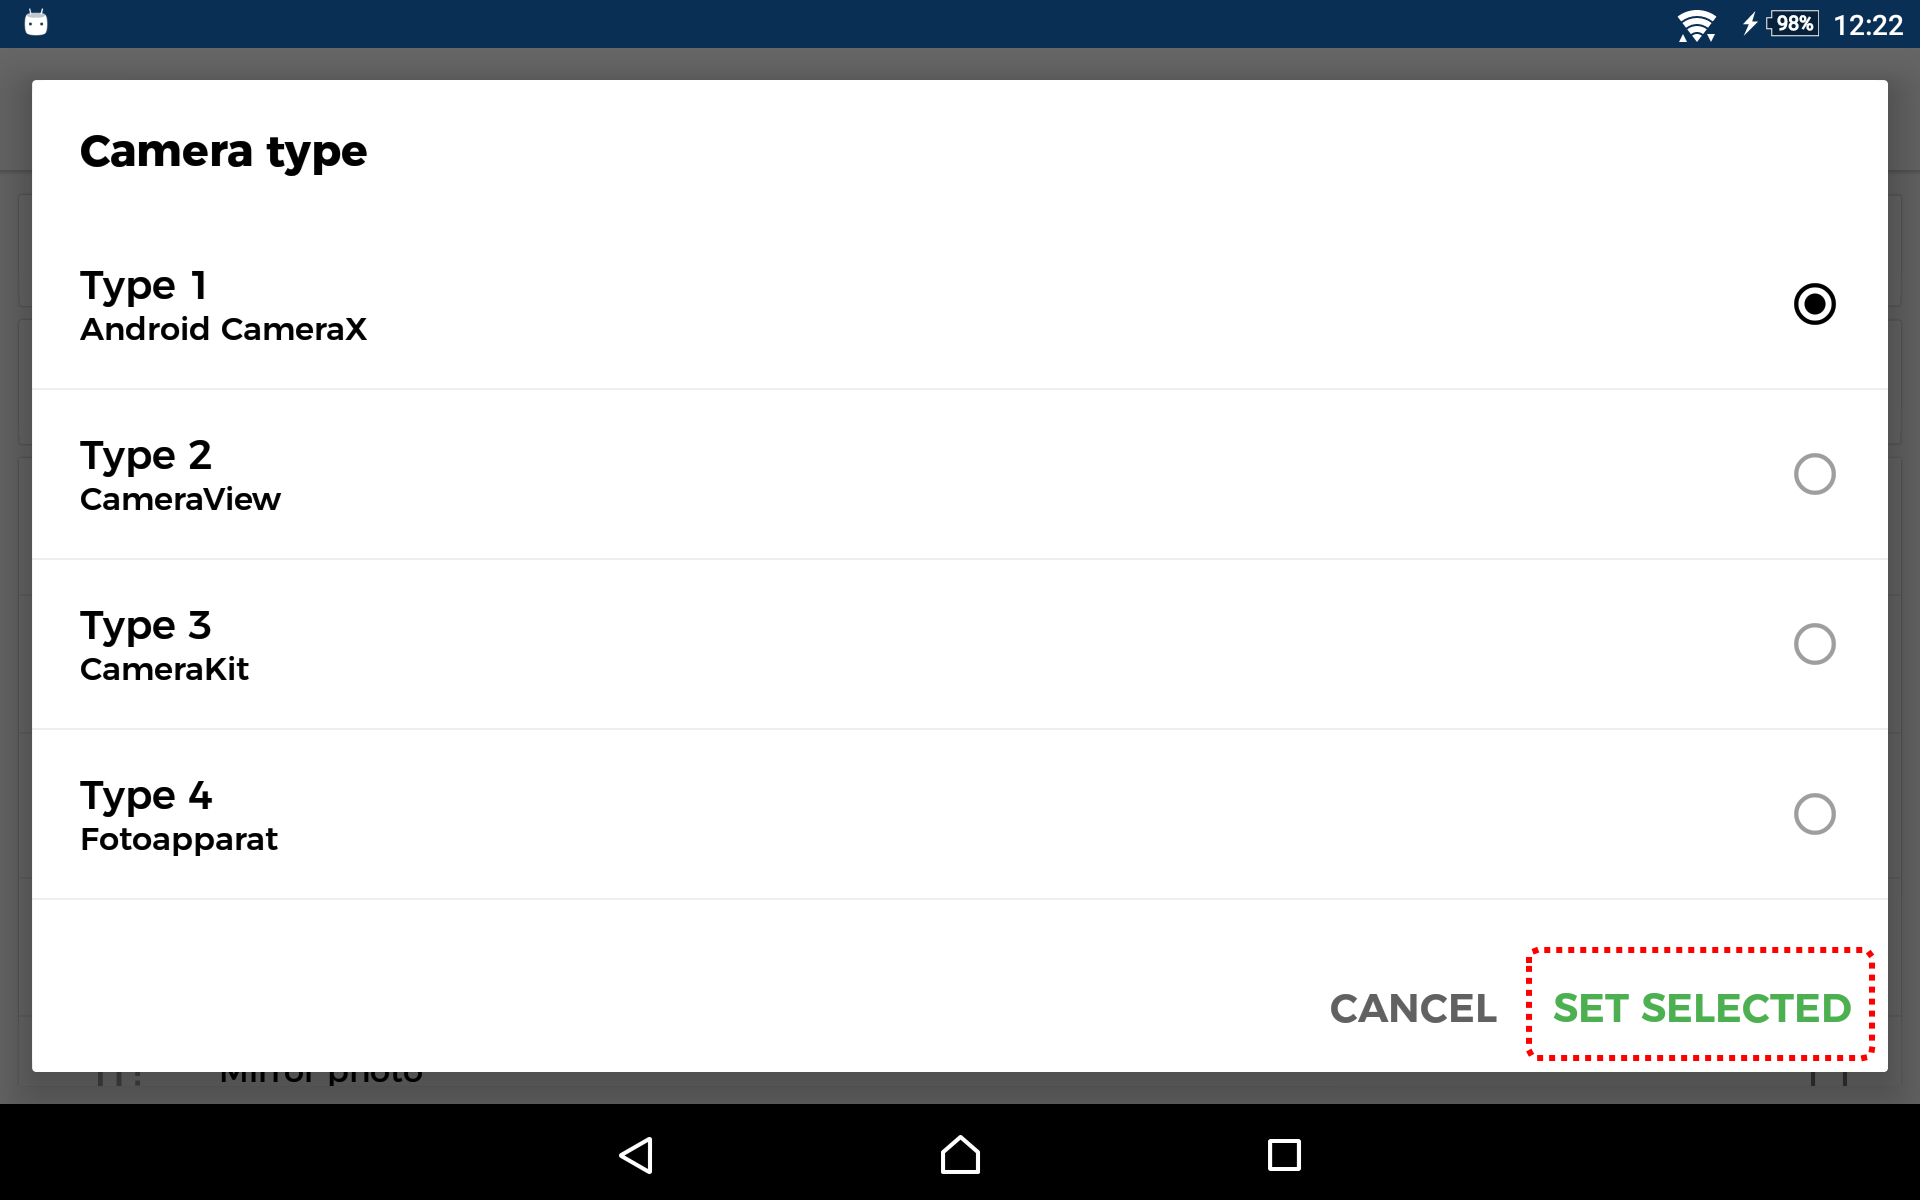 98% 12:22
Camera type
Type 1
Android CameraX
Type 2
CameraView
Type 3
CameraKit
Type 4
Fotoapparat
CANCEL SET SELECTED
Mirror photo